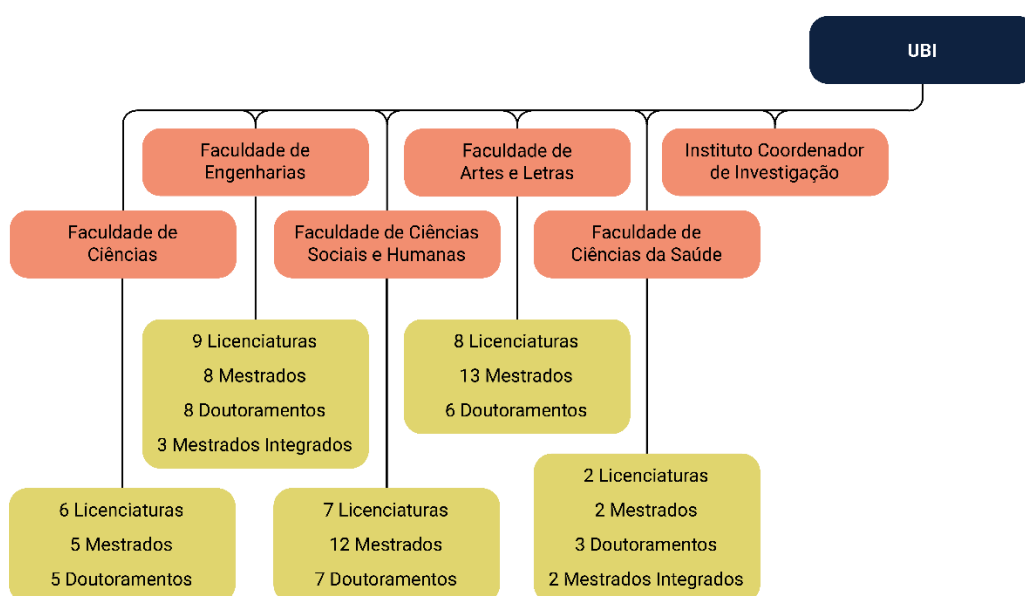 UBI
Faculdade de
Engenharias
Faculdade de
Artes e Letras
Instituto Coordenador
de Investigação
Faculdade de
Ciências
Faculdade de Ciências
Sociais e Humanas
Faculdade de
Ciências da Saúde
9 Licenciaturas
8 Mestrados
8 Doutoramentos
3 Mestrados Integrados
8 Licenciaturas
13 Mestrados
6 Doutoramentos
6 Licenciaturas
5 Mestrados
5 Doutoramentos
7 Licenciaturas
12 Mestrados
7 Doutoramentos
2 Licenciaturas
2 Mestrados
3 Doutoramentos
2 Mestrados Integrados